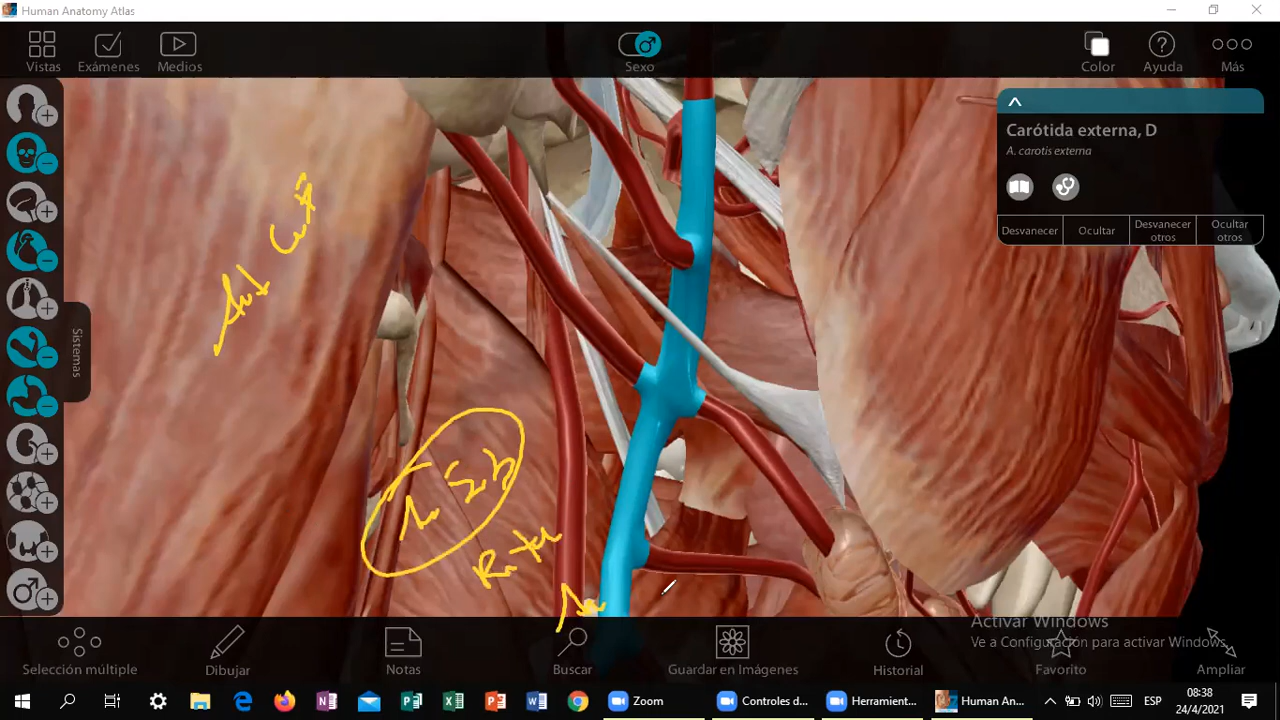 Human Anatomy Atlas
Vistas
Exámenes
Medios
Sexo
Color
Ayuda
Más
Carótida externa, D
A. carotis externa
Desvanecer
Ocultar
Desvanecer otros
Ocultar otros
Sistemas
Activar Windows
Ve a Configuración para activar Windows.
Selección múltiple
Dibujar
Notas
Buscar
Guardar en Imágenes
Historial
Favorito
Ampliar
Zoom
Controles d...
Herramient...
Human An...
ESP
08:38
24/4/2021